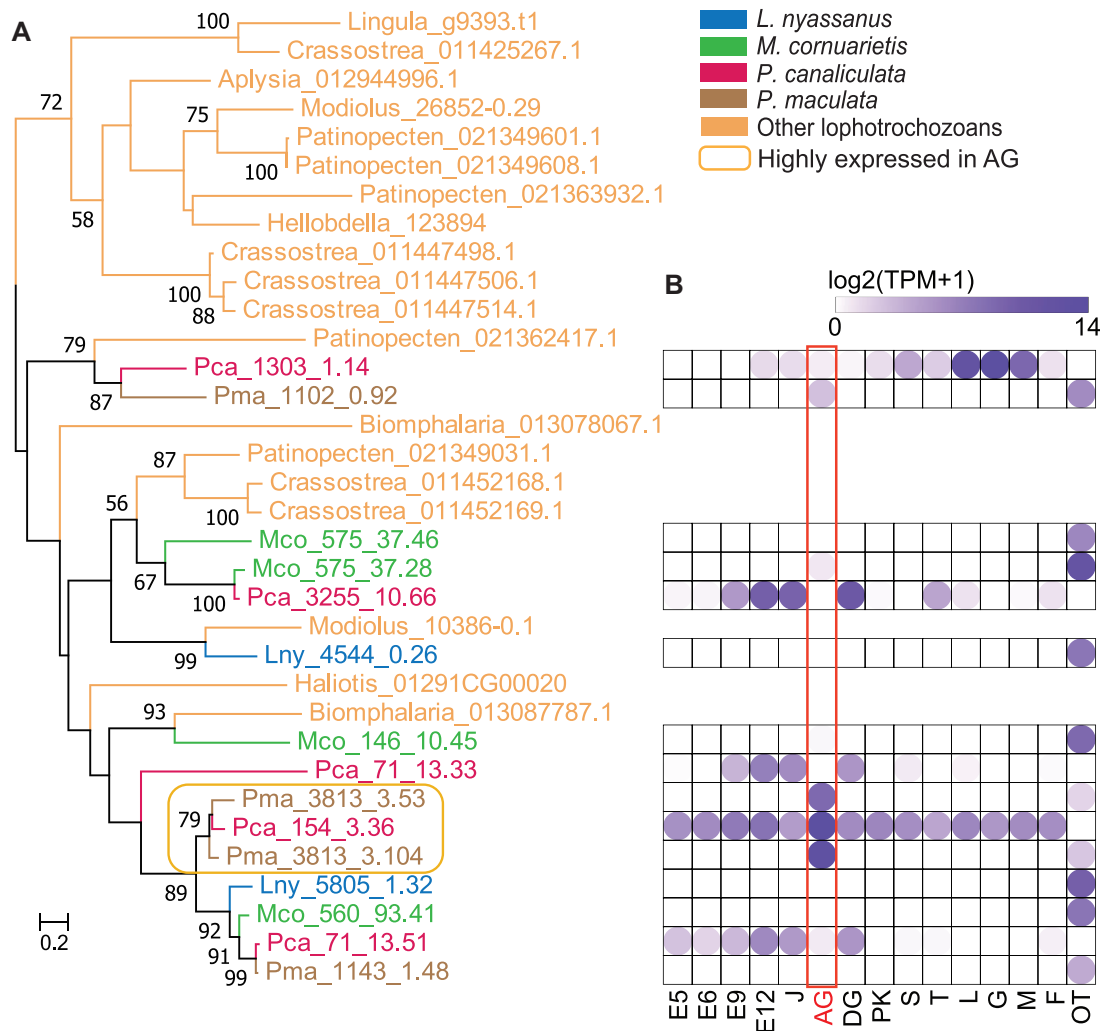 A
100
Lingula_g9393.t1
Crassostrea_011425267.1
72
Aplysia_012944996.1
75
Modiolus_26852-0.29
Patinopecten_021349601.1
100
Patinopecten_021349608.1
Patinopecten_021363932.1
58
Hellobdella_123894
Crassostrea_011447498.1
100
Crassostrea_011447506.1
88
Crassostrea_011447514.1
79
Patinopecten_021362417.1
Pca_1303_1.14
87
Pma_1102_0.92
Biomphalaria_013078067.1
87
Patinopecten_021349031.1
Crassostrea_011452168.1
56
100
Crassostrea_011452169.1
Mco_575_37.46
67
Mco_575_37.28
100
Pca_3255_10.66
Modiolus_10386-0.1
99
Lny_4544_0.26
Haliotis_01291CG00020
93
Biomphalaria_013087787.1
Mco_146_10.45
Pca_71_13.33
Pma_3813_3.53
79
Pca_154_3.36
Pma_3813_3.104
89
Lny_5805_1.32
92
Mco_560_93.41
91
Pca_71_13.51
99
Pma_1143_1.48
0.2
L. nyassanus
M. cornuarietis
P. canaliculata
P. maculata
Other lophotrochozoans
Highly expressed in AG
B
log2(TPM+1)
0 14
E5 E6 E9 E12 J AG DG PK S T L G M F OT